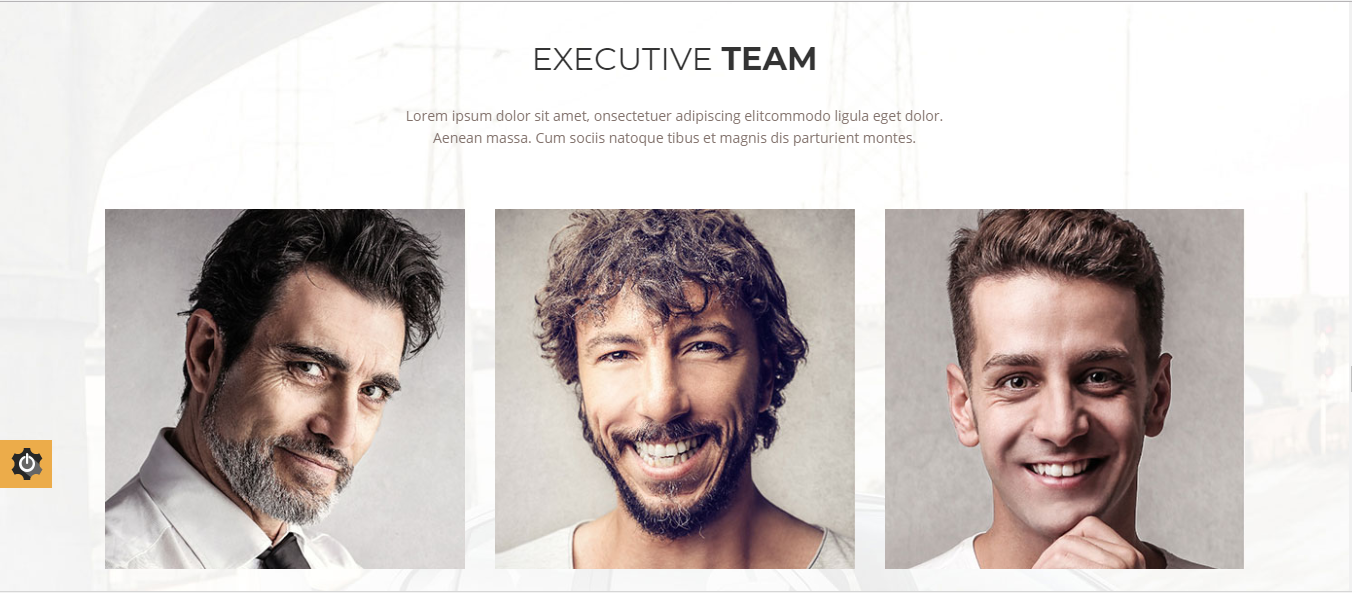 EXECUTIVE TEAM
Lorem ipsum dolor sit amet, onsectetuer adipiscing elitcommodo ligula eget dolor.
Aenean massa. Cum sociis natoque tibus et magnis dis parturient montes.